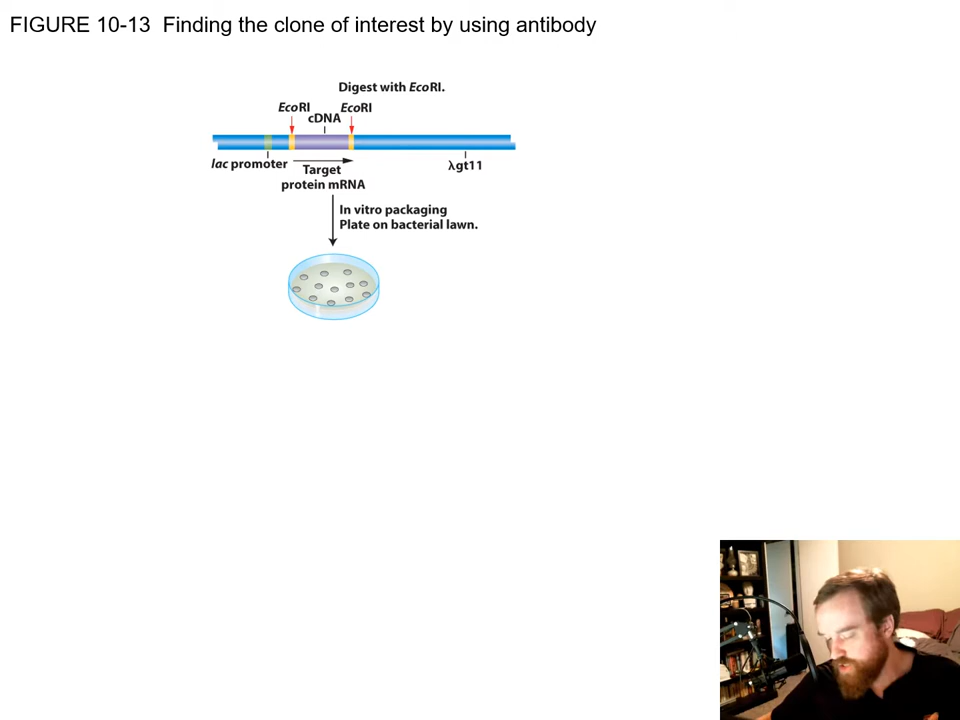 FIGURE 10-13 Finding the clone of interest by using antibody
Digest with EcoRI.
EcoRI
EcoRI
cDNA
lac promoter
Target
protein mRNA
λgt11
In vitro packaging
Plate on bacterial lawn.